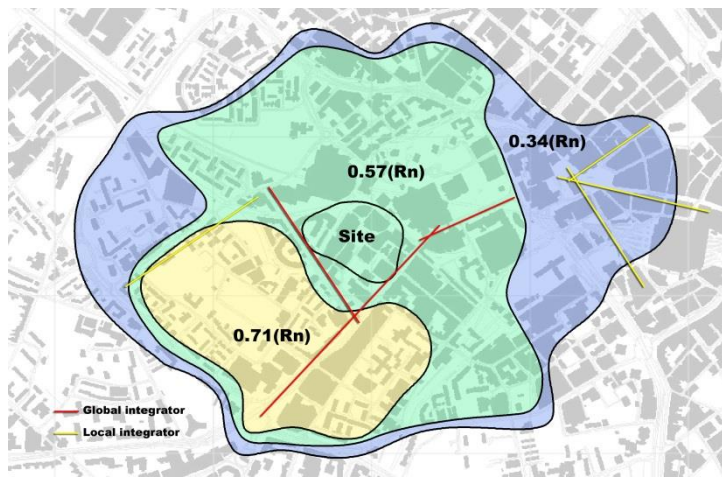 0.34(Rn)
0.57(Rn)
Site
0.71(Rn)
Global integrator
Local integrator